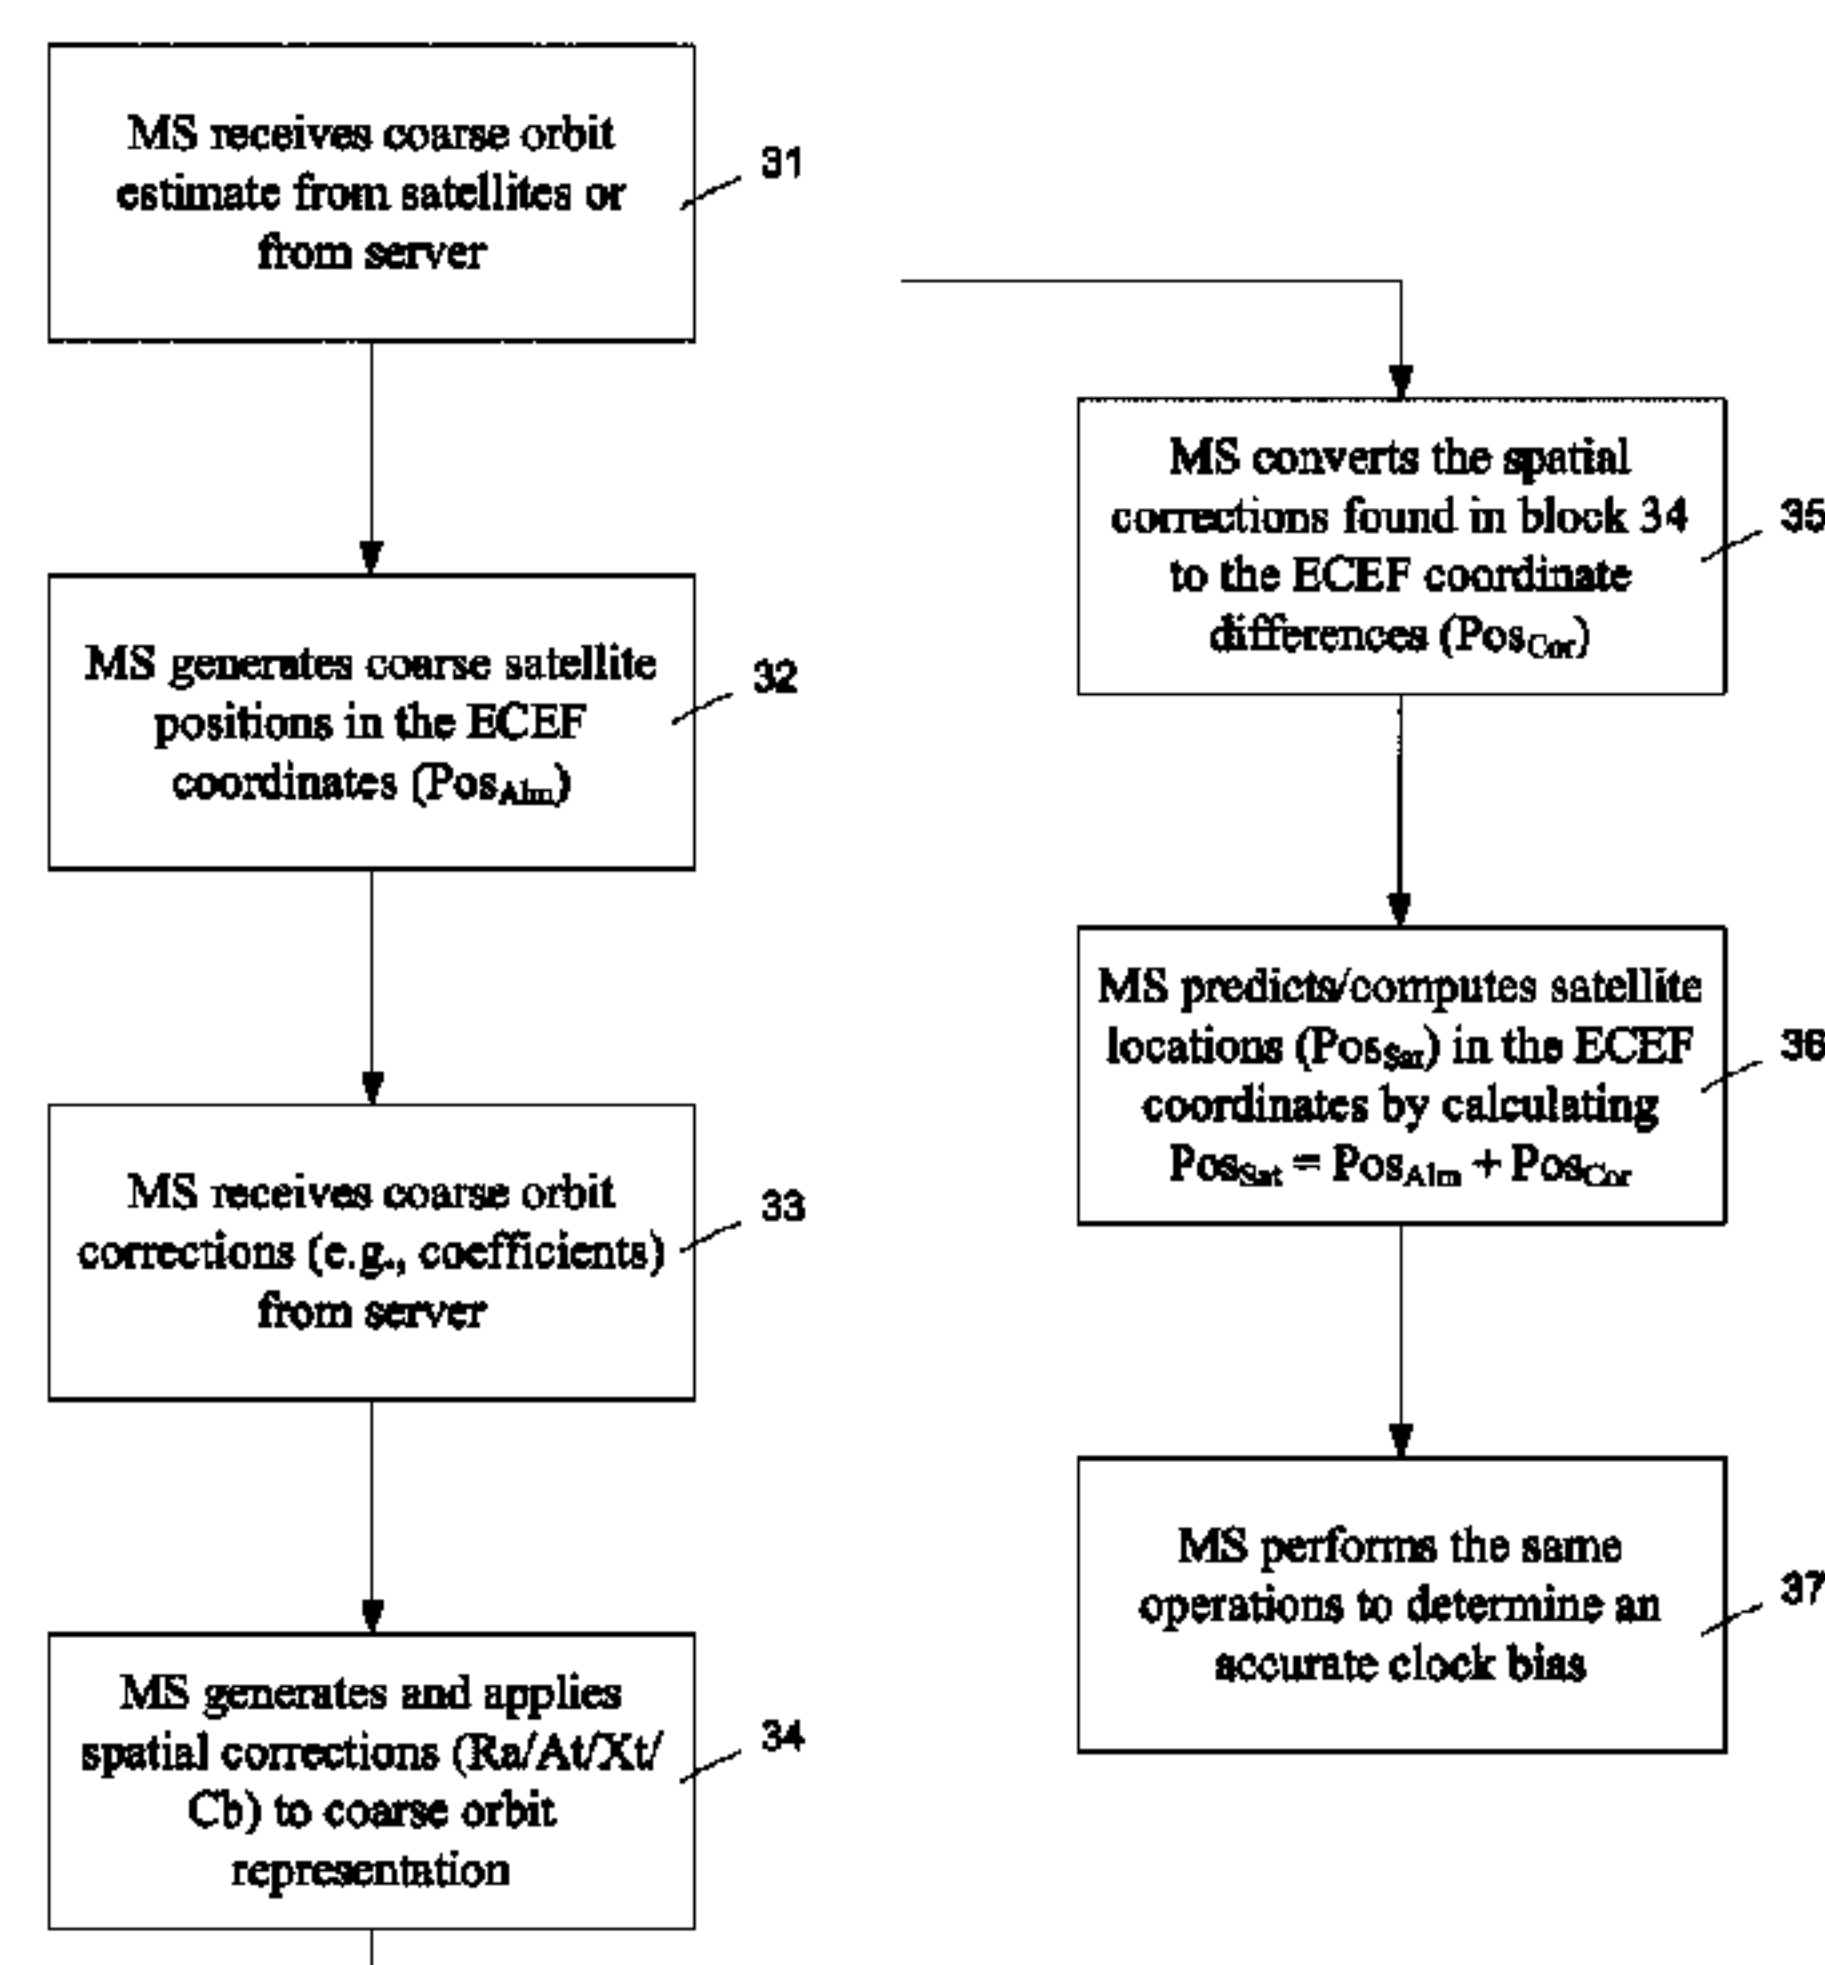 MS receives coarse orbit
estimate from satellites or
from server
31
MS generates coarse satellite
positions in the ECEF
coordinates (PosAlm)
32
MS receives coarse orbit
corrections (e.g., coefficients)
from server
33
MS generates and applies
spatial corrections (Ra/At/Xt/
Cb) to coarse orbit
representation
34
MS converts the spatial
corrections found in block 34
to the ECEF coordinate
differences (PosCor)
35
MS predicts/computes satellite
locations (PosSat) in the ECEF
coordinates by calculating
PosSat = PosAlm + PosCor
36
MS performs the same
operations to determine an
accurate clock bias
37